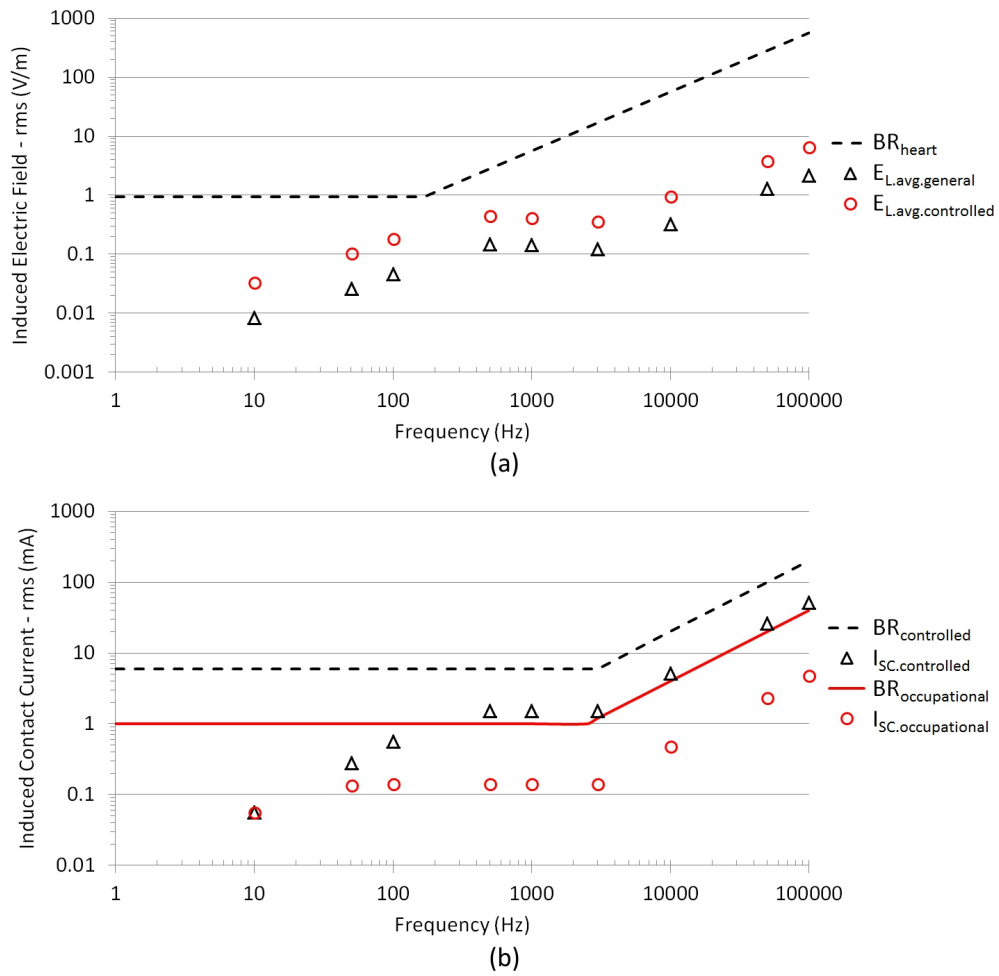 1000
100
10
1
0.1
0.01
0.001
Induced Electric Field - rms (V/m)
1 10 100 1000 10000 100000
Frequency (Hz)
BRheart
EL.avg.general
EL.avg.controlled
(a)
1000
100
10
1
0.1
0.01
Induced Contact Current - rms (mA)
1 10 100 1000 10000 100000
Frequency (Hz)
BRcontrolled
ISC.controlled
BRoccupational
ISC.occupational
(b)